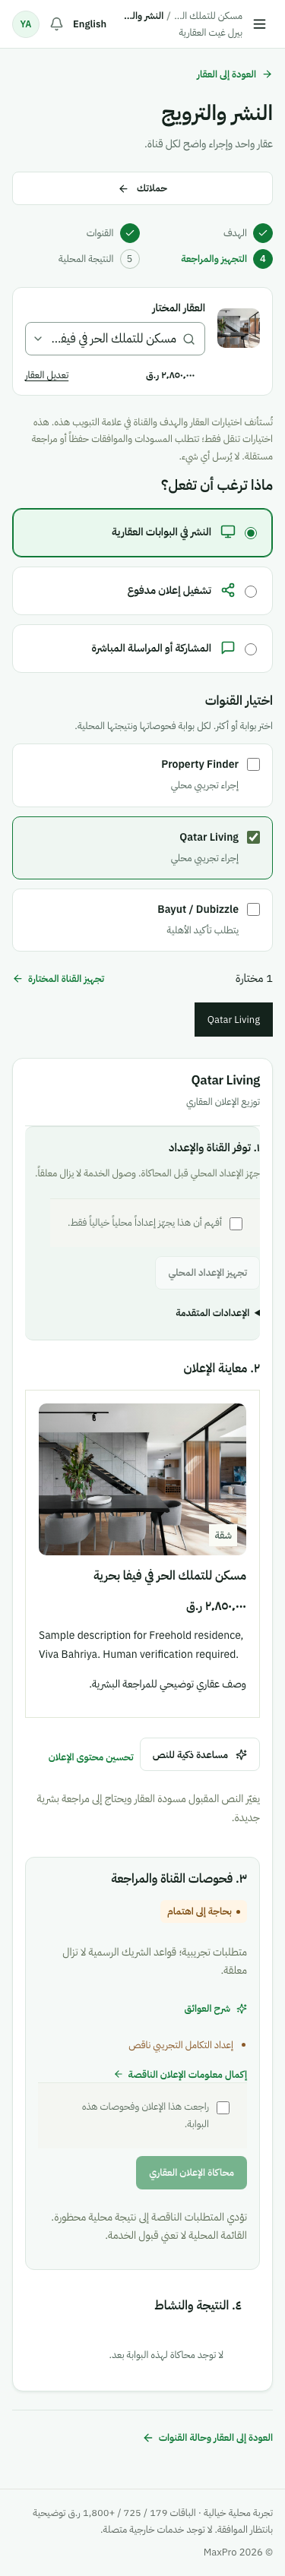 مسكن للتملك الـ... / النشر والـ...
بيرل غيت العقارية
English
YA
العودة إلى العقار
النشر والترويج
عقار واحد وإجراء واضح لكل قناة.
حملاتك
الهدف
القنوات
4 التجهيز والمراجعة
5 النتيجة المحلية
العقار المختار
مسكن للتملك الحر في فيفـ...
٢,٨٥٠,٠٠٠ ر.ق
تعديل العقار
تُستأنف اختيارات العقار والهدف والقناة في علامة التبويب هذه. هذه
اختيارات تنقل فقط؛ تتطلب المسودات والموافقات حفظاً أو مراجعة
مستقلة. لا يُرسل أي شيء.
ماذا ترغب أن تفعل؟
النشر في البوابات العقارية
تشغيل إعلان مدفوع
المشاركة أو المراسلة المباشرة
اختيار القنوات
اختر بوابة أو أكثر. لكل بوابة فحوصاتها ونتيجتها المحلية.
Property Finder
إجراء تجريبي محلي
Qatar Living
إجراء تجريبي محلي
Bayut / Dubizzle
يتطلب تأكيد الأهلية
1 مختارة
تجهيز القناة المختارة
Qatar Living
Qatar Living
توزيع الإعلان العقاري
١. توفر القناة والإعداد
جهّز الإعداد المحلي قبل المحاكاة. وصول الخدمة لا يزال معلقاً.
أفهم أن هذا يجهز إعداداً محلياً خيالياً فقط.
تجهيز الإعداد المحلي
الإعدادات المتقدمة
٢. معاينة الإعلان
شقة
مسكن للتملك الحر في فيفا بحرية
٢,٨٥٠,٠٠٠ ر.ق
Sample description for Freehold residence,
Viva Bahriya. Human verification required.
وصف عقاري توضيحي للمراجعة البشرية.
مساعدة ذكية للنص
تحسين محتوى الإعلان
يغيّر النص المقبول مسودة العقار ويحتاج إلى مراجعة بشرية
جديدة.
٣. فحوصات القناة والمراجعة
بحاجة إلى اهتمام
متطلبات تجريبية؛ قواعد الشريك الرسمية لا تزال
معلقة.
شرح العوائق
إعداد التكامل التجريبي ناقص
إكمال معلومات الإعلان الناقصة
راجعت هذا الإعلان وفحوصات هذه
البوابة.
محاكاة الإعلان العقاري
تؤدي المتطلبات الناقصة إلى نتيجة محلية محظورة.
القائمة المحلية لا تعني قبول الخدمة.
٤. النتيجة والنشاط
لا توجد محاكاة لهذه البوابة بعد.
العودة إلى العقار وحالة القنوات
تجربة محلية خيالية · الباقات 179 / 725 / +1,800 ر.ق توضيحية
بانتظار الموافقة. لا توجد خدمات خارجية متصلة.
© 2026 MaxPro